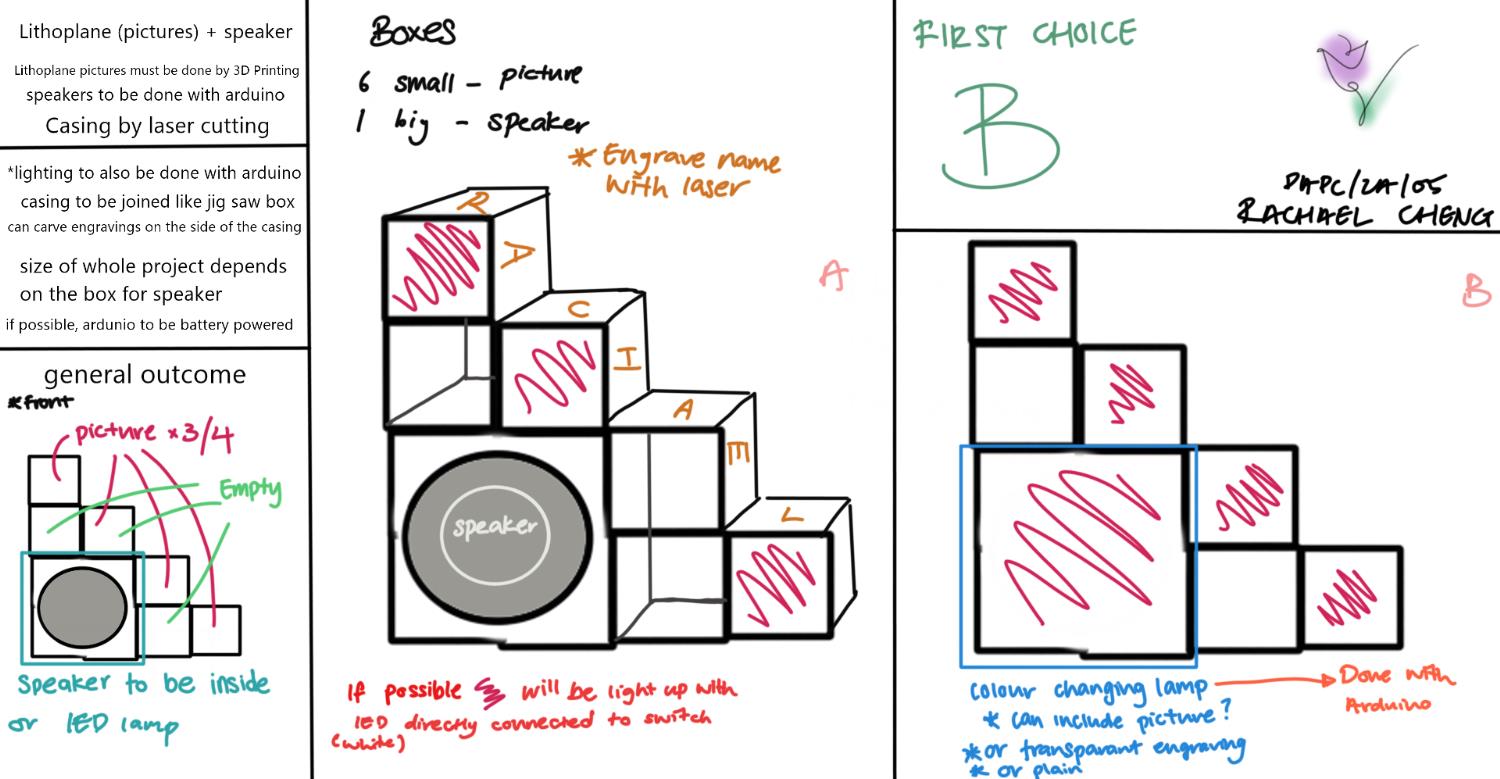 Lithoplane (pictures) + speaker
Lithoplane pictures must be done by 3D Printing
speakers to be done with arduino
Casing by laser cutting
*lighting to also be done with arduino
casing to be joined like jig saw box
can carve engravings on the side of the casing
size of whole project depends
on the box for speaker
if possible, ardunio to be battery powered
general outcome
*front
picture x3/4
Empty
Speaker to be inside
or LED lamp
Boxes
6 small - picture
1 big - speaker
* Engrave name
with laser
R
A
C
I
A
E
L
A
speaker
If possible will be light up with
LED directly connected to switch
(white)
FIRST CHOICE
B
DAPC/2A/05
RACHAEL CHENG
B
colour changing lamp
* can include picture?
* or transparant engraving
* or plain
Done with
Arduino